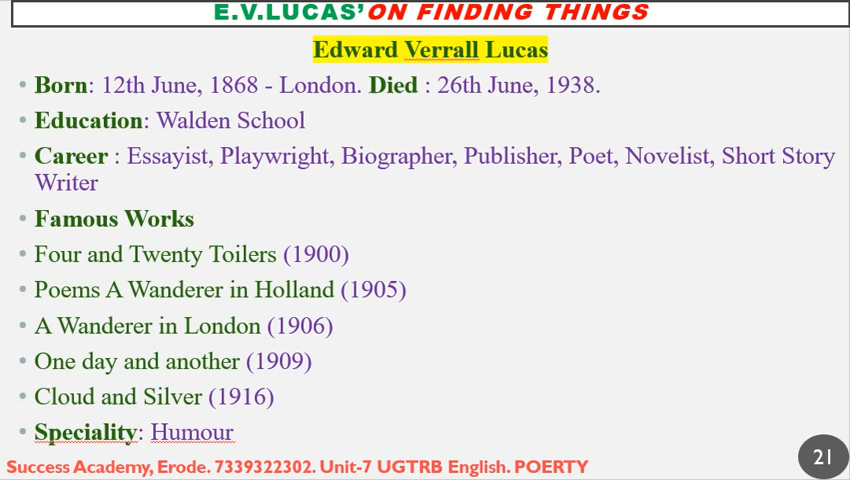 E.V.LUCAS’ ON FINDING THINGS
Edward Verrall Lucas
• Born: 12th June, 1868 - London. Died : 26th June, 1938.
• Education: Walden School
• Career : Essayist, Playwright, Biographer, Publisher, Poet, Novelist, Short Story
Writer
• Famous Works
• Four and Twenty Toilers (1900)
• Poems A Wanderer in Holland (1905)
• A Wanderer in London (1906)
• One day and another (1909)
• Cloud and Silver (1916)
• Speciality: Humour
Success Academy, Erode. 7339322302. Unit-7 UGTRB English. POERTY
21